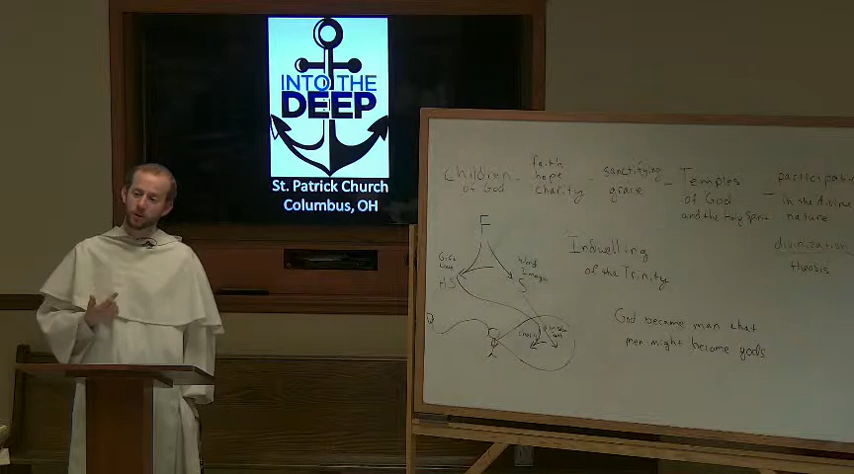 INTO THE
DEEP
St. Patrick Church
Columbus, OH
Children - faith hope charity - sanctifying grace - Temples of God and the Holy Spirit - participati in the divine nature
of God
divinization
theosis
F
Gift
Love
HS
Word
Image
S
Indwelling
of the Trinity
God became man that
men might become gods